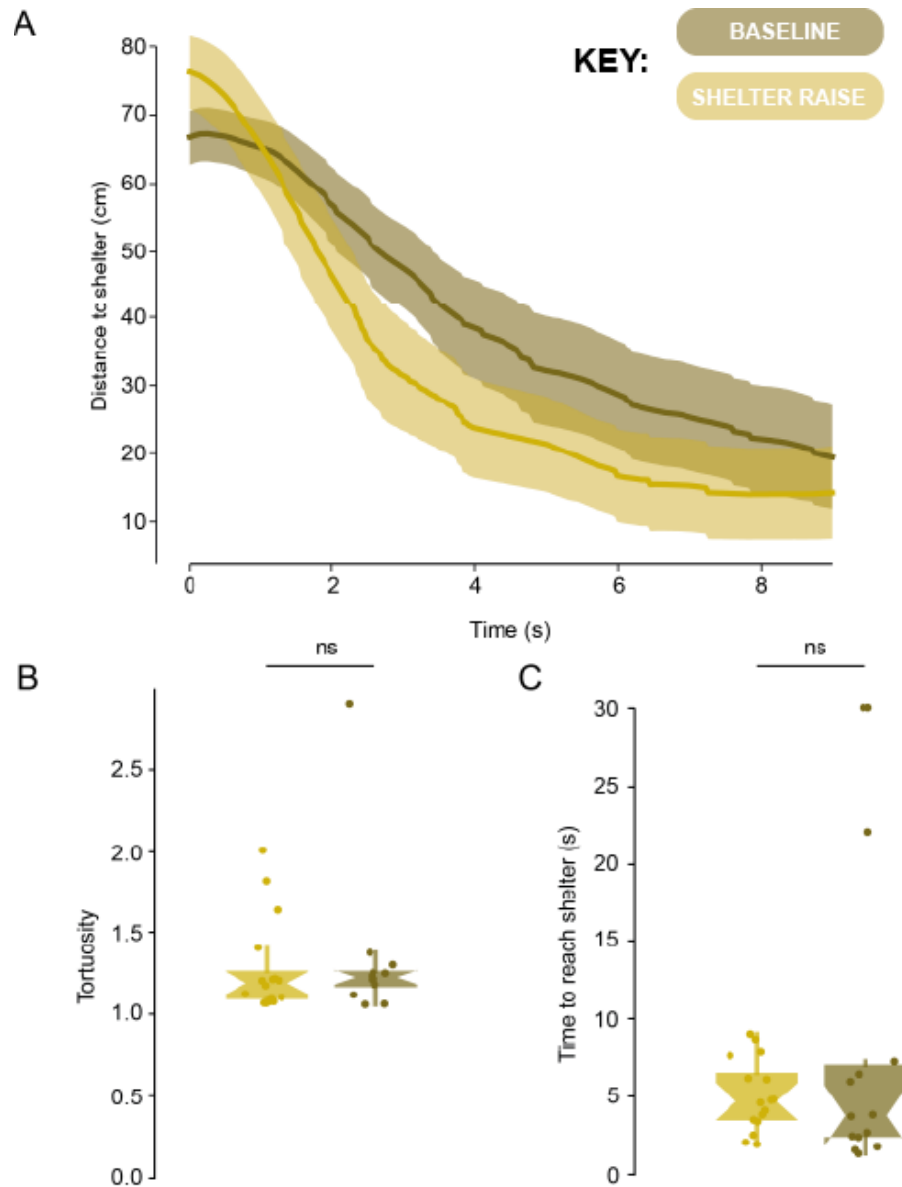 A
KEY:
BASELINE
SHELTER RAISE
Distance to shelter (cm)
80
70
60
50
40
30
20
10
0
2
4
6
8
Time (s)
B
ns
Tortuosity
2.5
2.0
1.5
1.0
0.5
0.0
C
ns
Time to reach shelter (s)
30
25
20
15
10
5
0